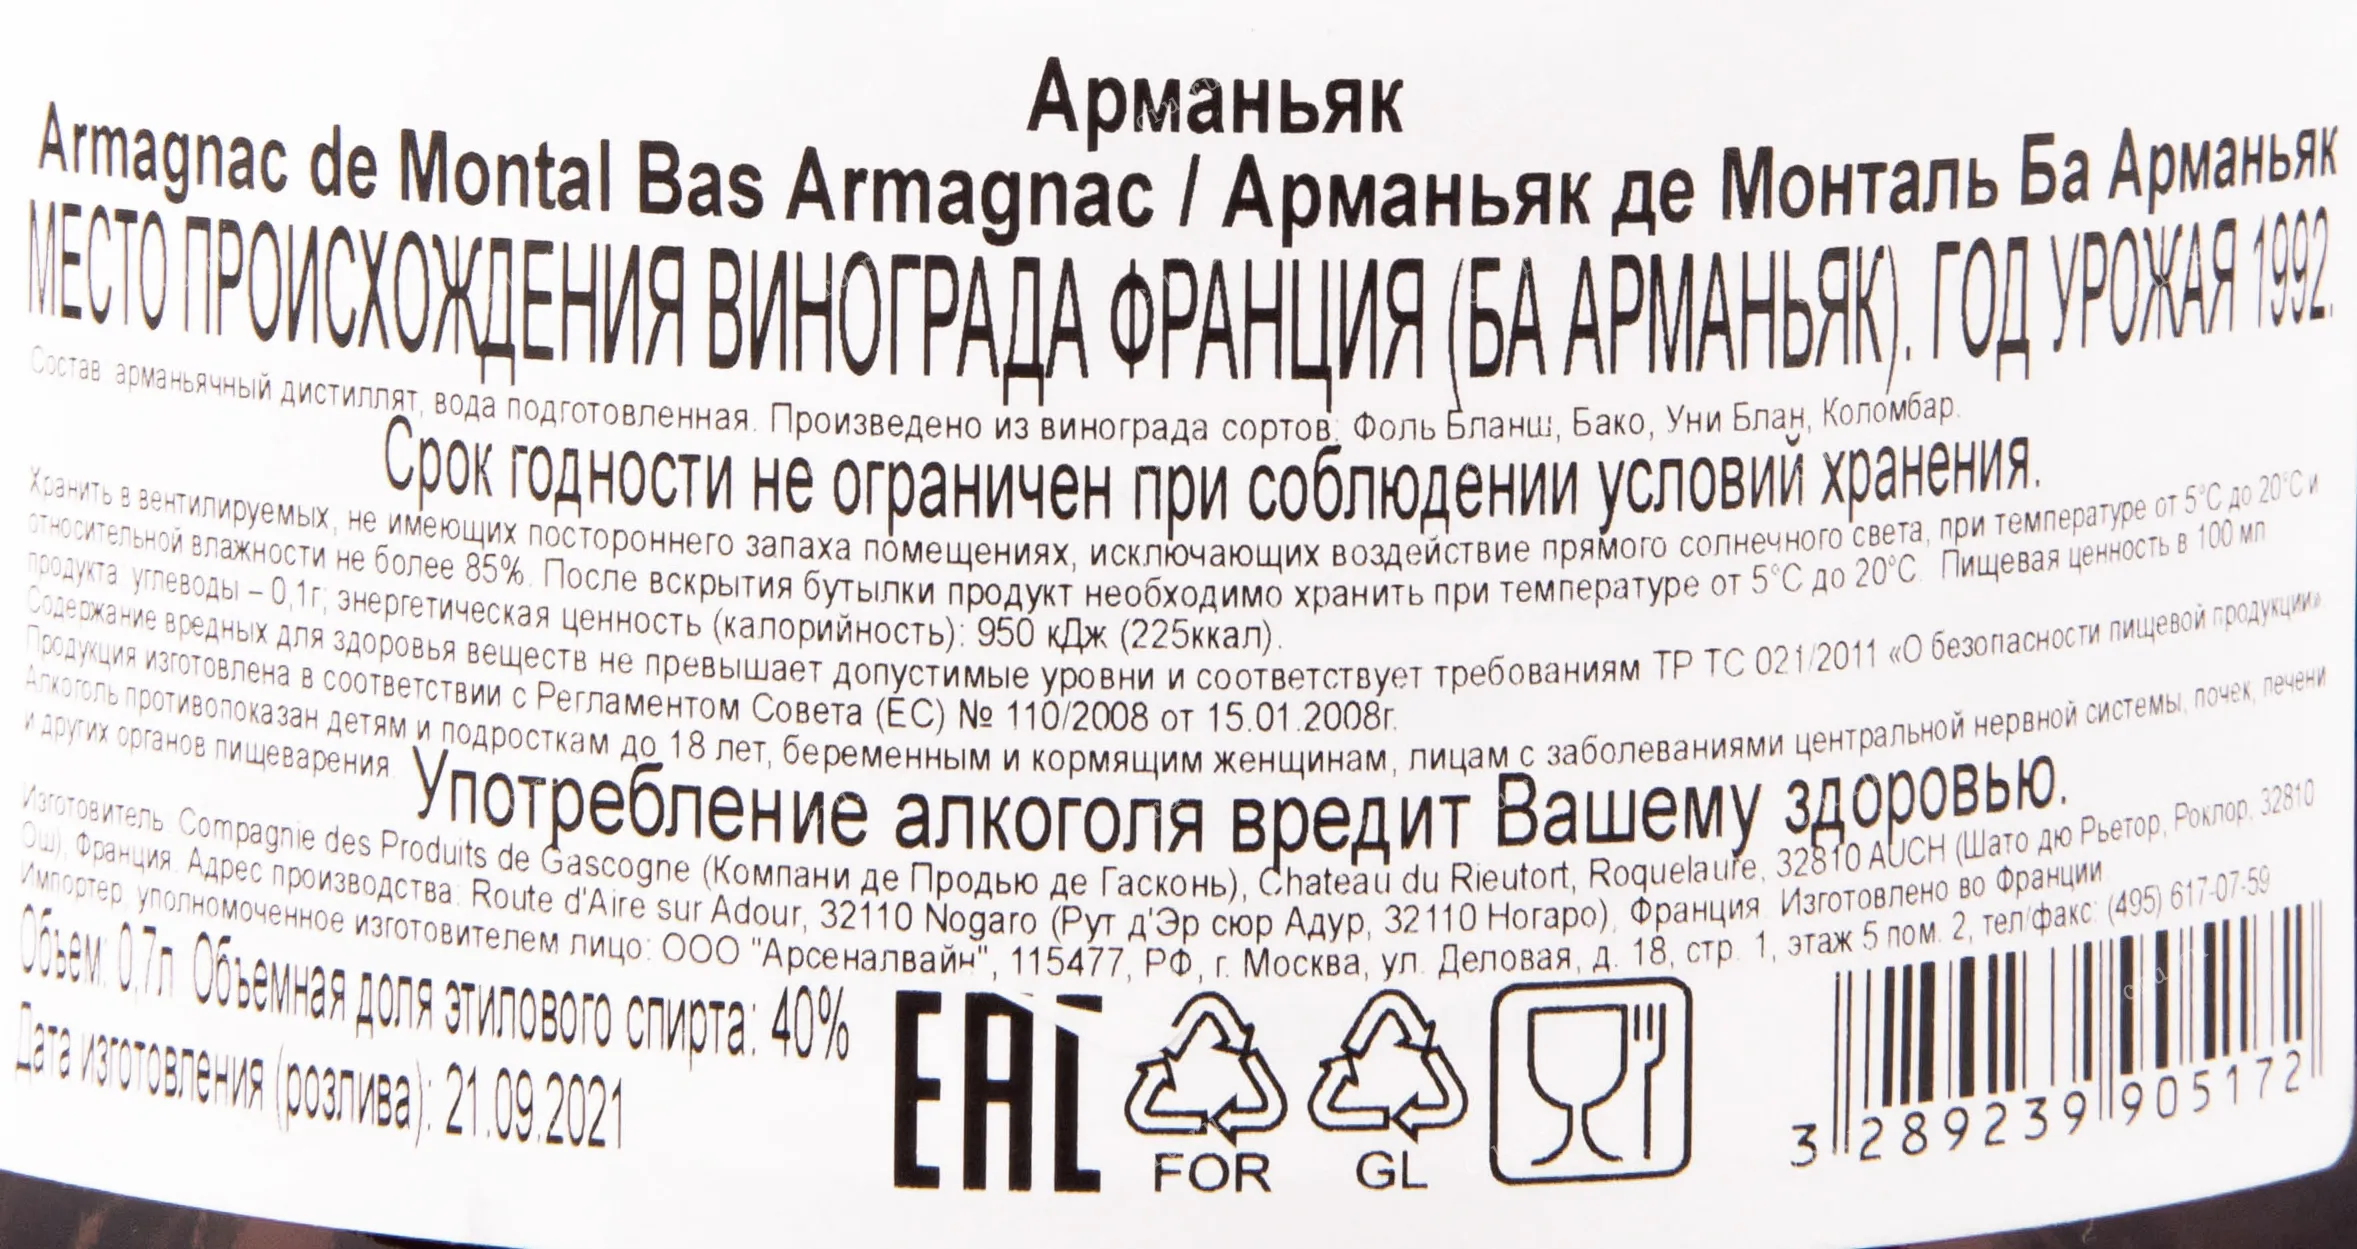 Арманьяк
Armagnac de Montal Bas Armagnac / Арманьяк де Монталь Ба Арманьяк
МЕСТО ПРОИСХОЖДЕНИЯ ВИНОГРАДА ФРАНЦИЯ (БА АРМАНЬЯК). ГОД УРОЖАЯ 1992.
Состав: арманьячный дистиллят, вода подготовленная. Произведено из винограда сортов: Фоль Бланш, Бако, Уни Блан, Коломбар.
Срок годности не ограничен при соблюдении условий хранения.
Хранить в вентилируемых, не имеющих постороннего запаха помещениях, исключающих воздействие прямого солнечного света, при температуре от 5°C до 20°C и
относительной влажности не более 85%. После вскрытия бутылки продукт необходимо хранить при температуре от 5°C до 20°C. Пищевая ценность в 100 мл
продукта: углеводы – 0,1г; энергетическая ценность (калорийность): 950 кДж (225ккал).
Содержание вредных для здоровья веществ не превышает допустимые уровни и соответствует требованиям ТР ТС 021/2011 «О безопасности пищевой продукции».
Продукция изготовлена в соответствии с Регламентом Совета (ЕС) № 110/2008 от 15.01.2008г.
Алкоголь противопоказан детям и подросткам до 18 лет, беременным и кормящим женщинам, лицам с заболеваниями центральной нервной системы, почек, печени
и других органов пищеварения.
Употребление алкоголя вредит Вашему здоровью.
Изготовитель: Compagnie des Produits de Gascogne (Компани де Продью де Гасконь), Chateau du Rieutort, Roquelaure, 32810 AUCH (Шато дю Рьетор, Роклор, 32810
Ош), Франция. Адрес производства: Route d'Aire sur Adour, 32110 Nogaro (Рут д'Эр сюр Адур, 32110 Ногаро), Франция. Изготовлено во Франции
Импортер, уполномоченное изготовителем лицо: ООО "Арсеналвайн", 115477, РФ, г. Москва, ул. Деловая, д. 18, стр. 1, этаж 5 пом. 2, тел/факс: (495) 617-07-59
Объем: 0,7л Объемная доля этилового спирта: 40%
Дата изготовления (розлива): 21.09.2021
EAC
FOR
GL
3 289239 905172